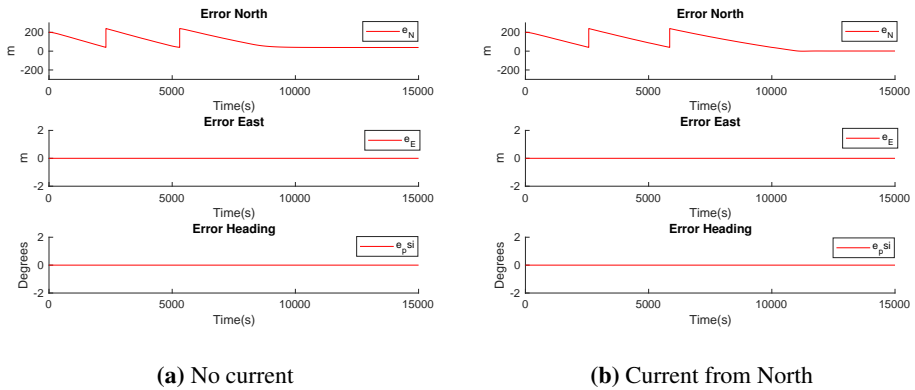 Error North
200
0
-200
m
e_N
0
5000
10000
15000
Time(s)
Error East
2
0
-2
m
e_E
0
5000
10000
15000
Time(s)
Error Heading
2
0
-2
Degrees
e_psi
0
5000
10000
15000
Time(s)
(a) No current
Error North
200
0
-200
m
e_N
0
5000
10000
15000
Time(s)
Error East
2
0
-2
m
e_E
0
5000
10000
15000
Time(s)
Error Heading
2
0
-2
Degrees
e_psi
0
5000
10000
15000
Time(s)
(b) Current from North